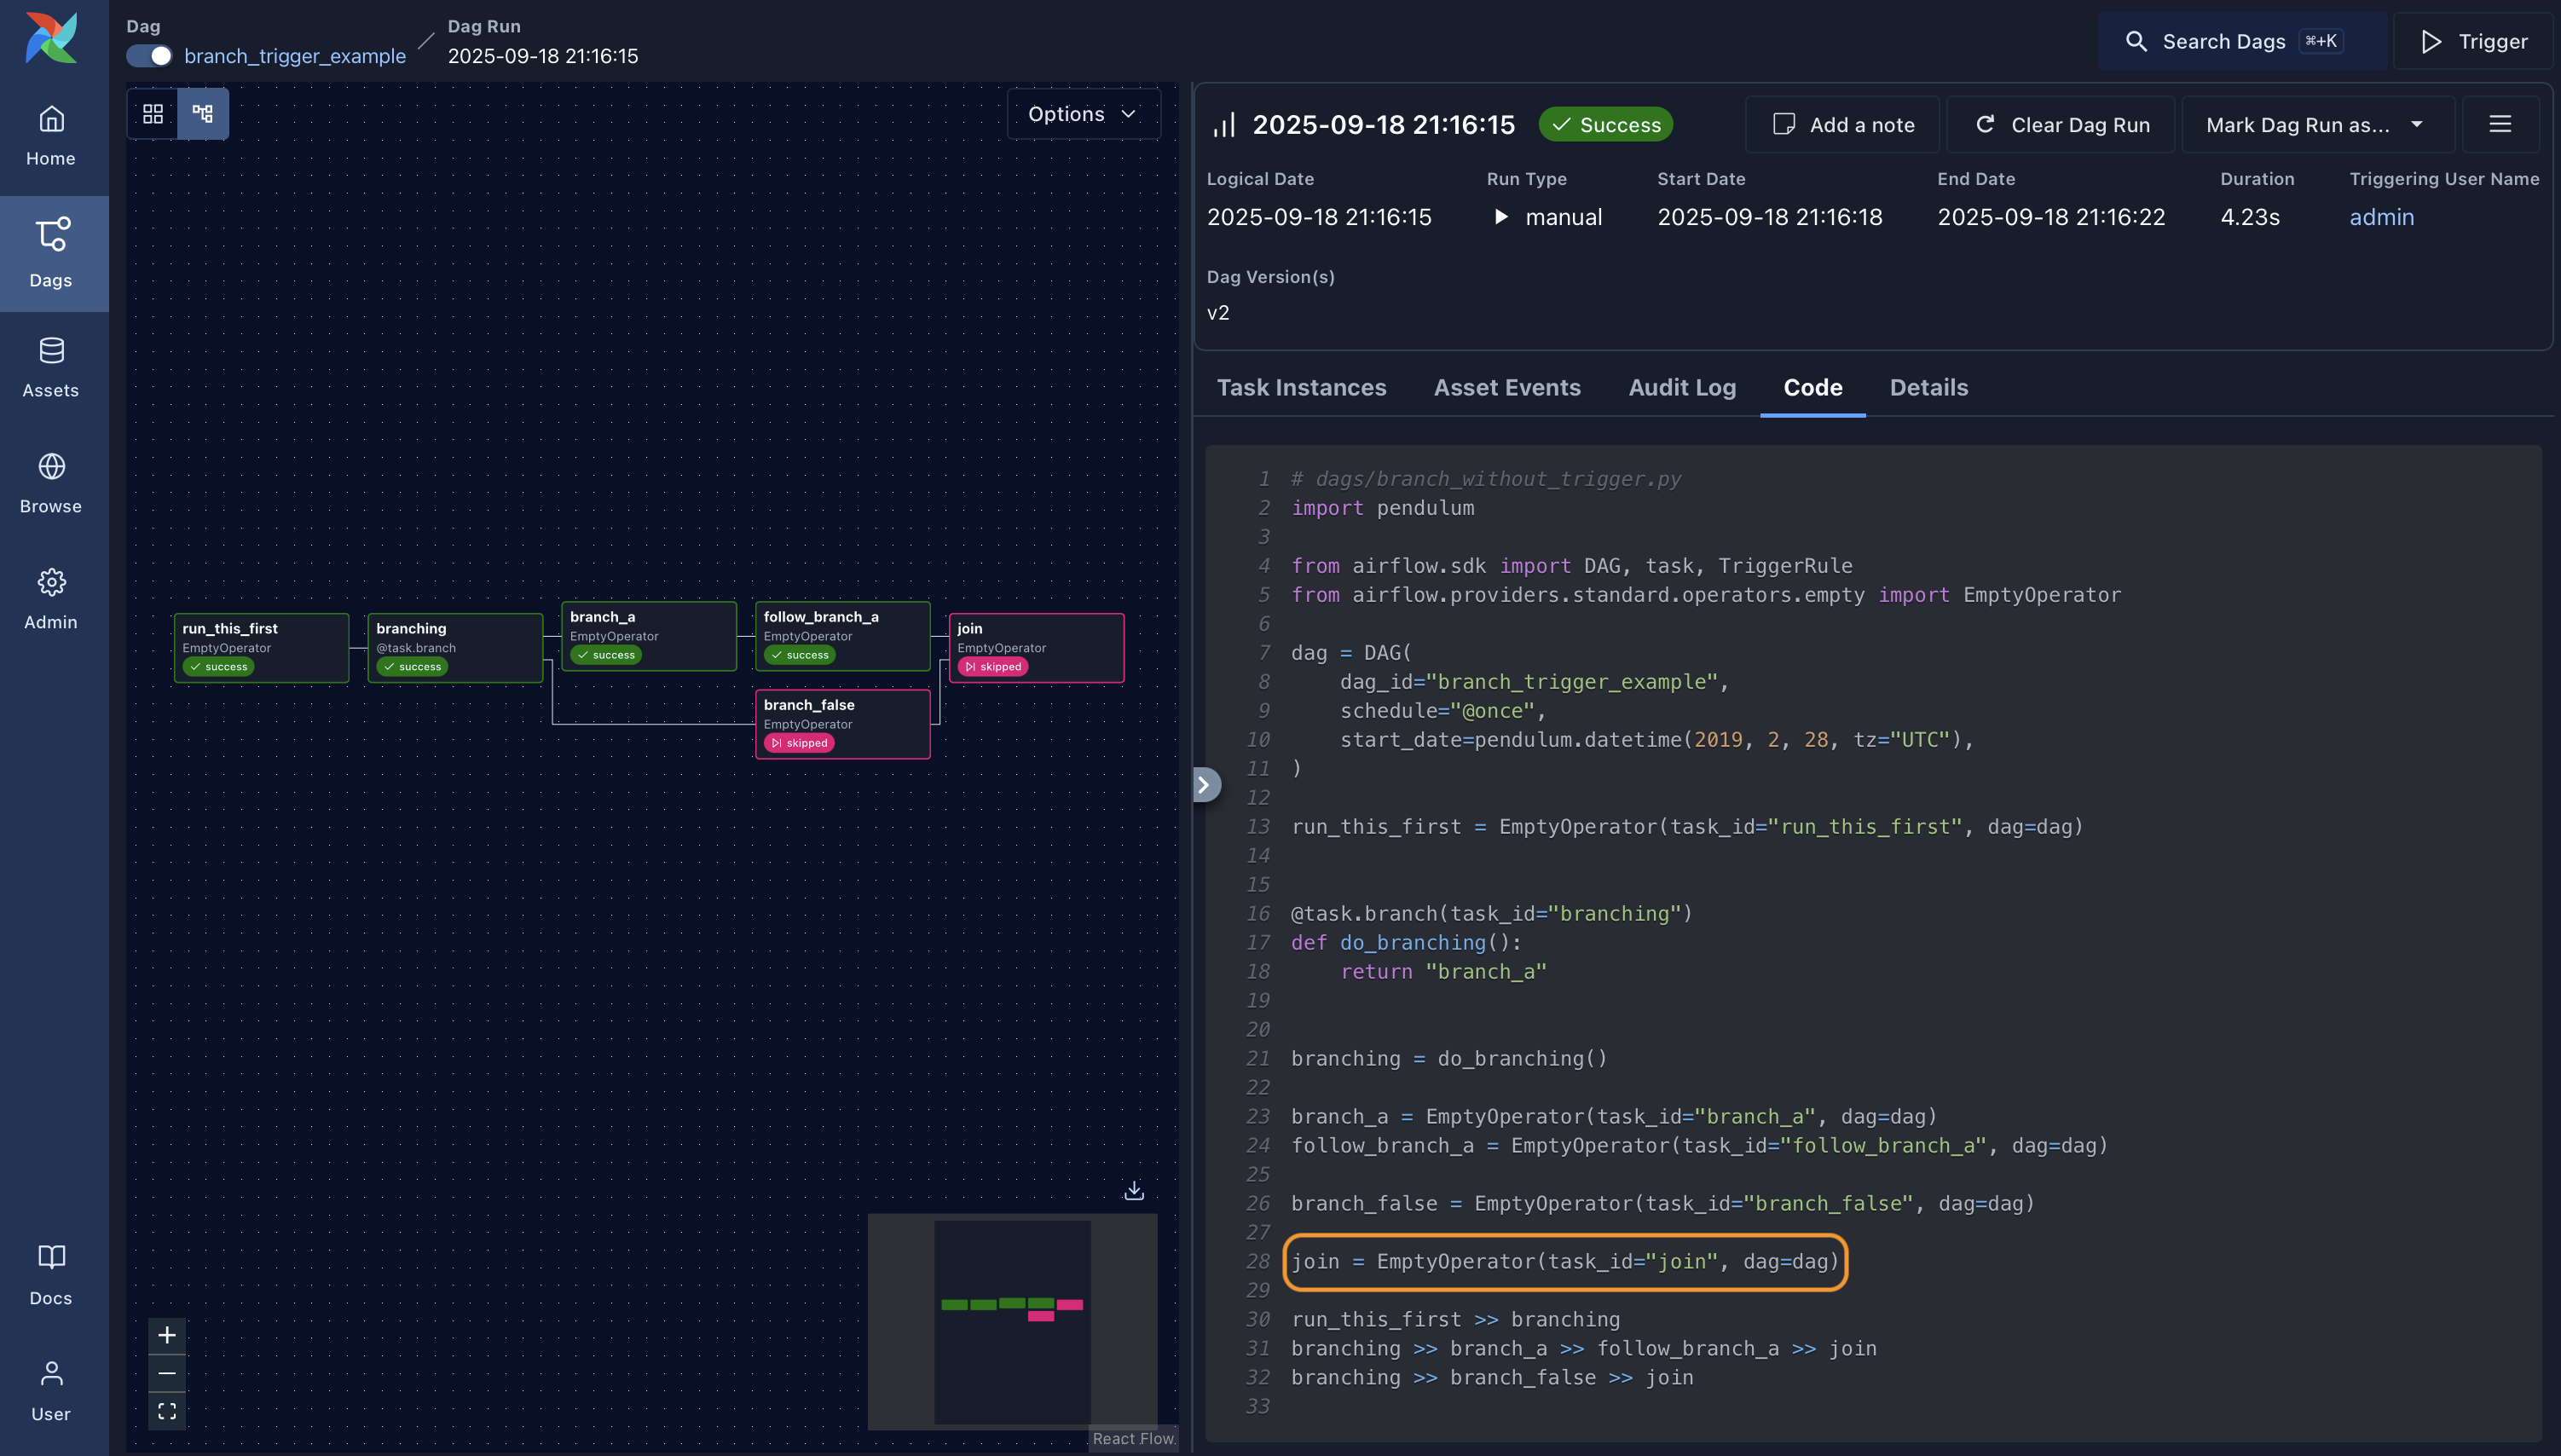 Dag
branch_trigger_example
Dag Run
2025-09-18 21:16:15
Search Dags
⌘+K
Trigger
Home
Dags
Assets
Browse
Admin
Docs
User
Options
run_this_first
EmptyOperator
success
branching
@task.branch
success
branch_a
EmptyOperator
success
follow_branch_a
EmptyOperator
success
join
EmptyOperator
skipped
branch_false
EmptyOperator
skipped
React Flow
2025-09-18 21:16:15
Success
Add a note
Clear Dag Run
Mark Dag Run as...
Logical Date
2025-09-18 21:16:15
Run Type
manual
Start Date
2025-09-18 21:16:18
End Date
2025-09-18 21:16:22
Duration
4.23s
Triggering User Name
admin
Dag Version(s)
v2
Task Instances Asset Events Audit Log Code Details
1 # dags/branch_without_trigger.py
2 import pendulum
3
4 from airflow.sdk import DAG, task, TriggerRule
5 from airflow.providers.standard.operators.empty import EmptyOperator
6
7 dag = DAG(
8     dag_id="branch_trigger_example",
9     schedule="@once",
10     start_date=pendulum.datetime(2019, 2, 28, tz="UTC"),
11 )
12
13 run_this_first = EmptyOperator(task_id="run_this_first", dag=dag)
14
15
16 @task.branch(task_id="branching")
17 def do_branching():
18     return "branch_a"
19
20
21 branching = do_branching()
22
23 branch_a = EmptyOperator(task_id="branch_a", dag=dag)
24 follow_branch_a = EmptyOperator(task_id="follow_branch_a", dag=dag)
25
26 branch_false = EmptyOperator(task_id="branch_false", dag=dag)
27
28 join = EmptyOperator(task_id="join", dag=dag)
29
30 run_this_first >> branching
31 branching >> branch_a >> follow_branch_a >> join
32 branching >> branch_false >> join
33